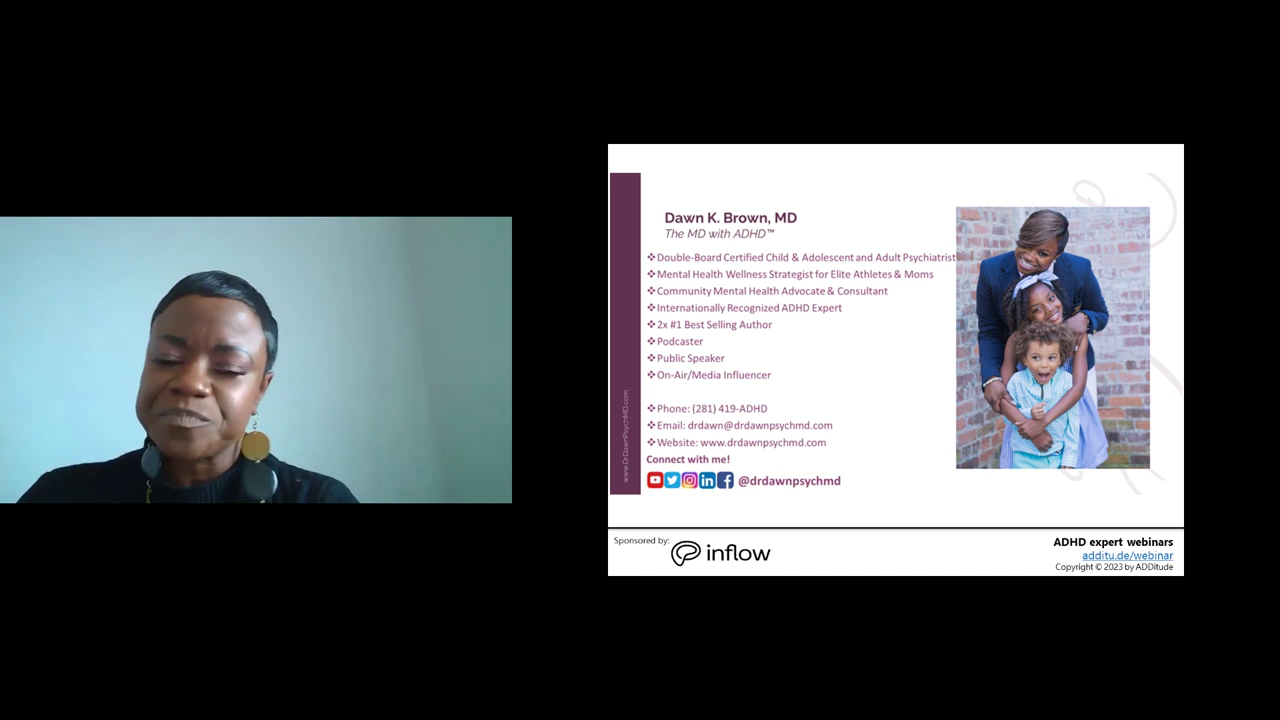 Dawn K. Brown, MD
The MD with ADHD™
❖Double-Board Certified Child & Adolescent and Adult Psychiatrist
❖Mental Health Wellness Strategist for Elite Athletes & Moms
❖Community Mental Health Advocate & Consultant
❖Internationally Recognized ADHD Expert
❖2x #1 Best Selling Author
❖Podcaster
❖Public Speaker
❖On-Air/Media Influencer
❖Phone: (281) 419-ADHD
❖Email: drdawn@drdawnpsychmd.com
❖Website: www.drdawnpsychmd.com
Connect with me!
@drdawnpsychmd
www.DrDawnPsychMD.com
Sponsored by:
inflow
ADHD expert webinars
additu.de/webinar
Copyright © 2023 by ADDitude